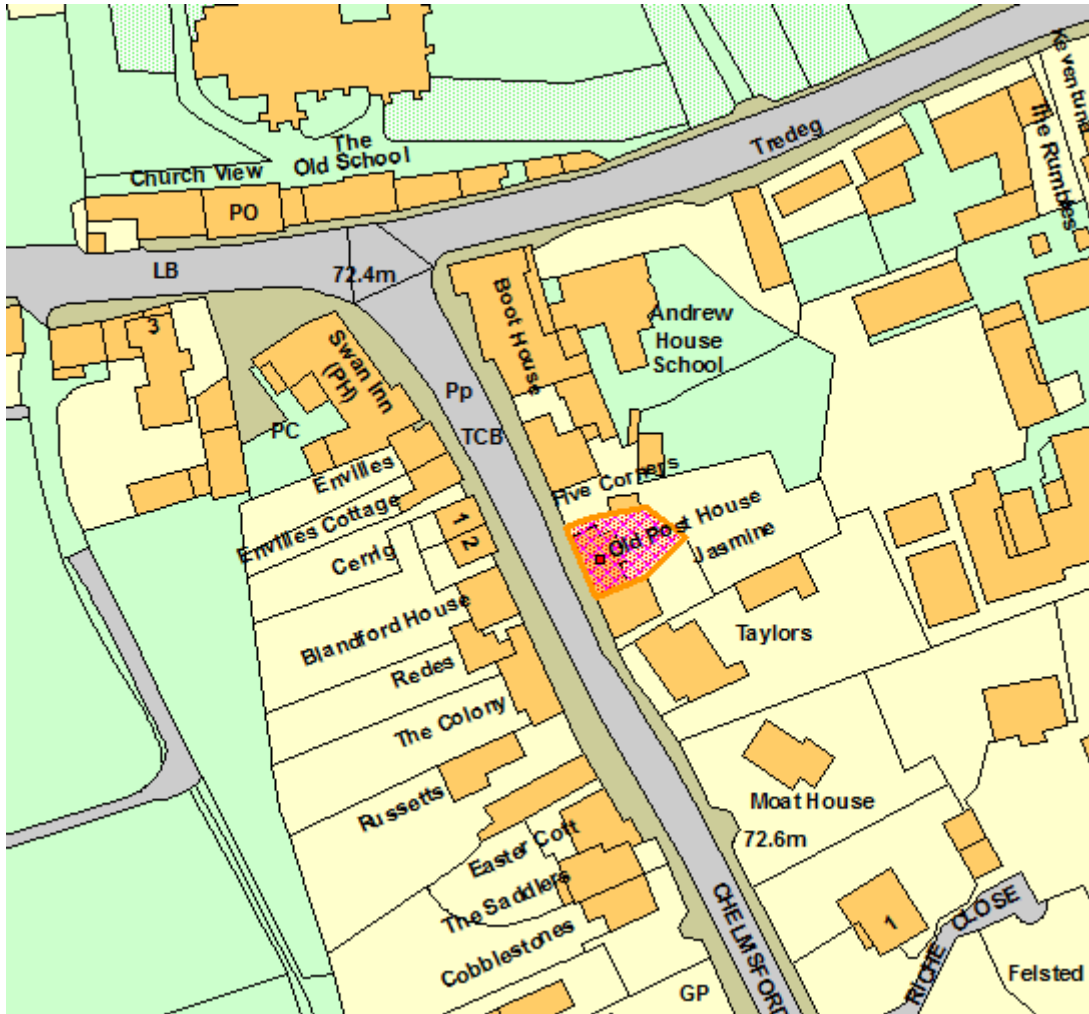 Keventuna
The Rumbles
Tredeg
The
Old School
Church View
PO
LB
72.4m
3
Swan Inn
(PH)
PC
Boot House
Andrew
House
School
Pp
TCB
Five Corners
Envilles
Envilles Cottage
Cerrig
1
2
Old Post House
Jasmine
Blandford House
Redes
Taylors
The Colony
Russetts
Moat House
72.6m
Easter Cott
The Saddlers
Cobblestones
CHELMSFORD
1
RICHE CLOSE
GP
Felsted